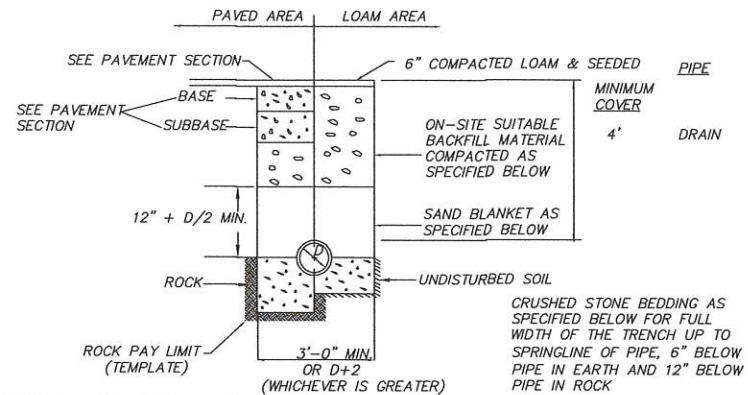 PAVED AREA
LOAM AREA
SEE PAVEMENT SECTION
6" COMPACTED LOAM & SEEDED
PIPE
MINIMUM
COVER
4'
DRAIN
SEE PAVEMENT
SECTION
BASE
SUBBASE
ON-SITE SUITABLE
BACKFILL MATERIAL
COMPACTED AS
SPECIFIED BELOW
12" + D/2 MIN.
SAND BLANKET AS
SPECIFIED BELOW
D
ROCK
UNDISTURBED SOIL
ROCK PAY LIMIT
(TEMPLATE)
3'-0" MIN.
OR D+2
(WHICHEVER IS GREATER)
CRUSHED STONE BEDDING AS
SPECIFIED BELOW FOR FULL
WIDTH OF THE TRENCH UP TO
SPRINGLINE OF PIPE, 6" BELOW
PIPE IN EARTH AND 12" BELOW
PIPE IN ROCK